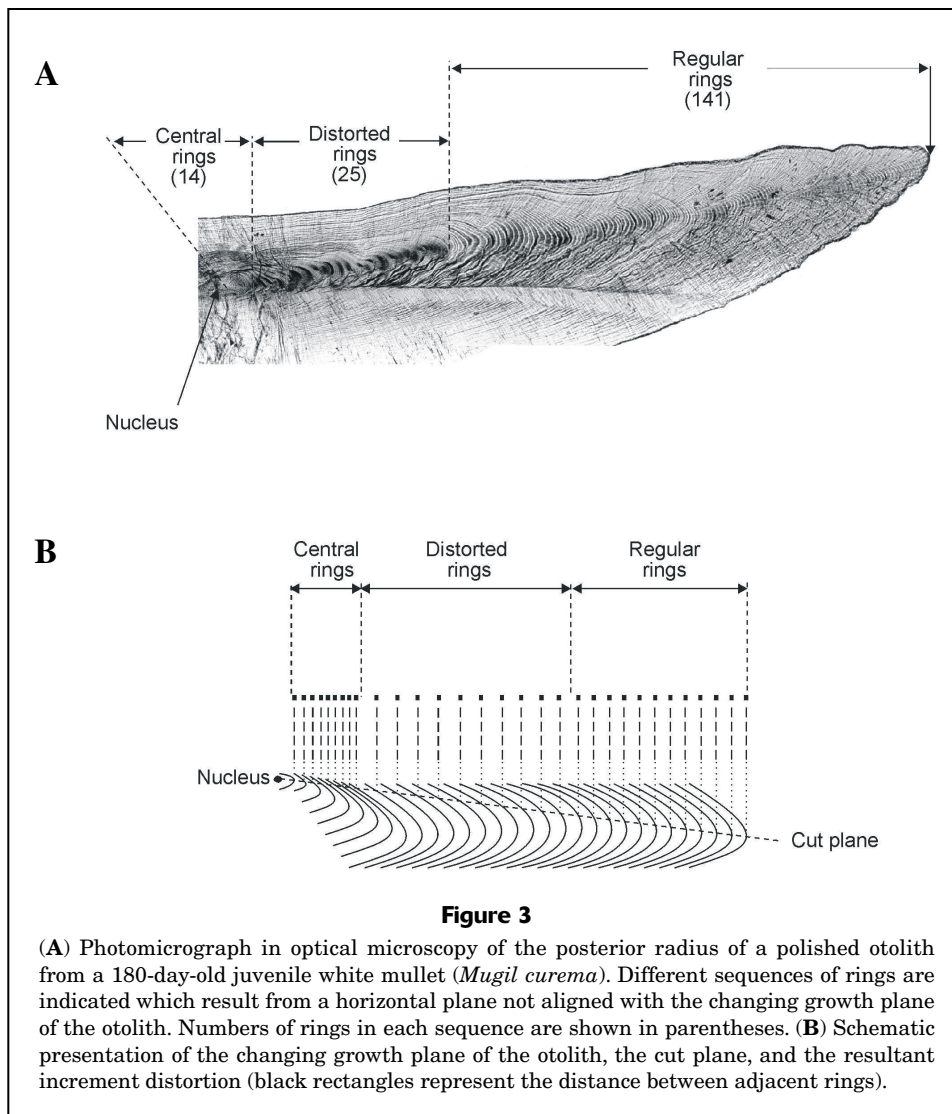 A
Regular
rings
(141)
Central
rings
(14)
Distorted
rings
(25)
Nucleus
B
Central
rings
Distorted
rings
Regular
rings
Nucleus
Cut plane
Figure 3
(A) Photomicrograph in optical microscopy of the posterior radius of a polished otolith
from a 180-day-old juvenile white mullet (Mugil curema). Different sequences of rings are
indicated which result from a horizontal plane not aligned with the changing growth plane
of the otolith. Numbers of rings in each sequence are shown in parentheses. (B) Schematic
presentation of the changing growth plane of the otolith, the cut plane, and the resultant
increment distortion (black rectangles represent the distance between adjacent rings).